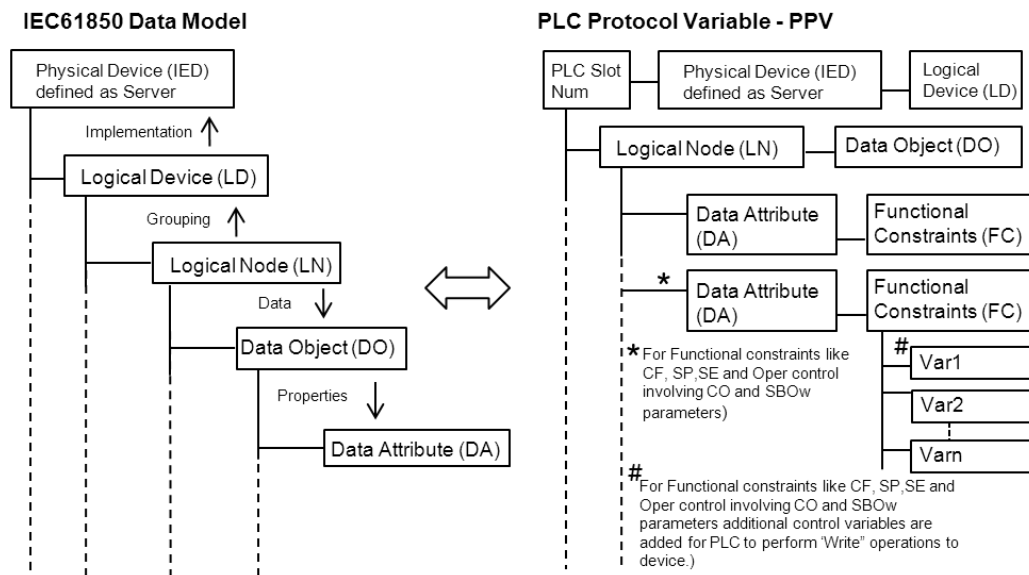 IEC61850 Data Model
Physical Device (IED)
defined as Server
Implementation
Logical Device (LD)
Grouping
Logical Node (LN)
Data
Data Object (DO)
Properties
Data Attribute (DA)
PLC Protocol Variable - PPV
PLC Slot
Num
Physical Device (IED)
defined as Server
Logical
Device (LD)
Logical Node (LN)
Data Object (DO)
Data Attribute
(DA)
Functional
Constraints (FC)
*
Data Attribute
(DA)
Functional
Constraints (FC)
* For Functional constraints like
CF, SP,SE and Oper control
involving CO and SBOw
parameters)
#
Var1
Var2
Varn
# For Functional constraints like CF, SP,SE and
Oper control involving CO and SBOw
parameters additional control variables are
added for PLC to perform ‘Write” operations to
device.)